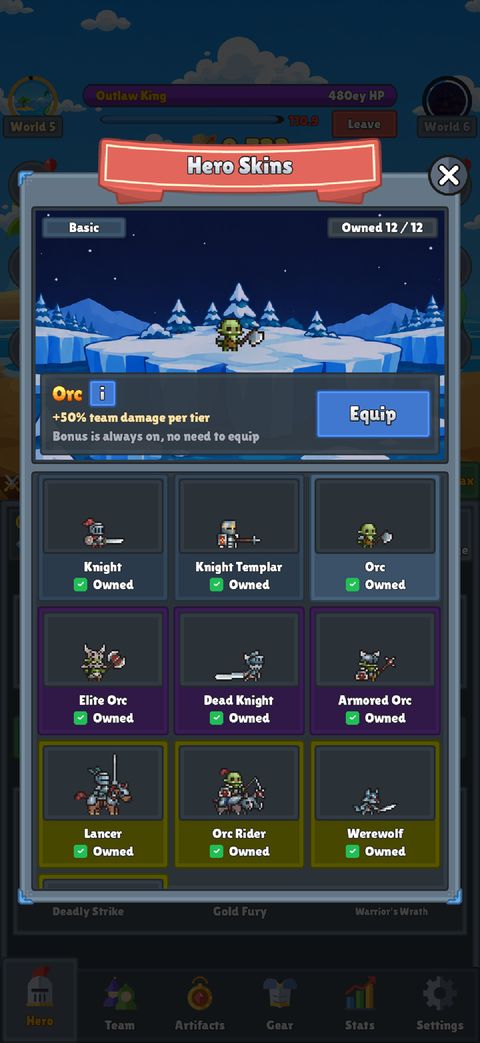 Outlaw King
480ey HP
World 5
World 6
Leave
Hero Skins
Basic
Owned 12 / 12
Orc
i
+50% team damage per tier
Bonus is always on, no need to equip
Equip
Knight
Owned
Knight Templar
Owned
Orc
Owned
Elite Orc
Owned
Dead Knight
Owned
Armored Orc
Owned
Lancer
Owned
Orc Rider
Owned
Werewolf
Owned
Deadly Strike
Gold Fury
Warrior's Wrath
Hero
Team
Artifacts
Gear
Stats
Settings